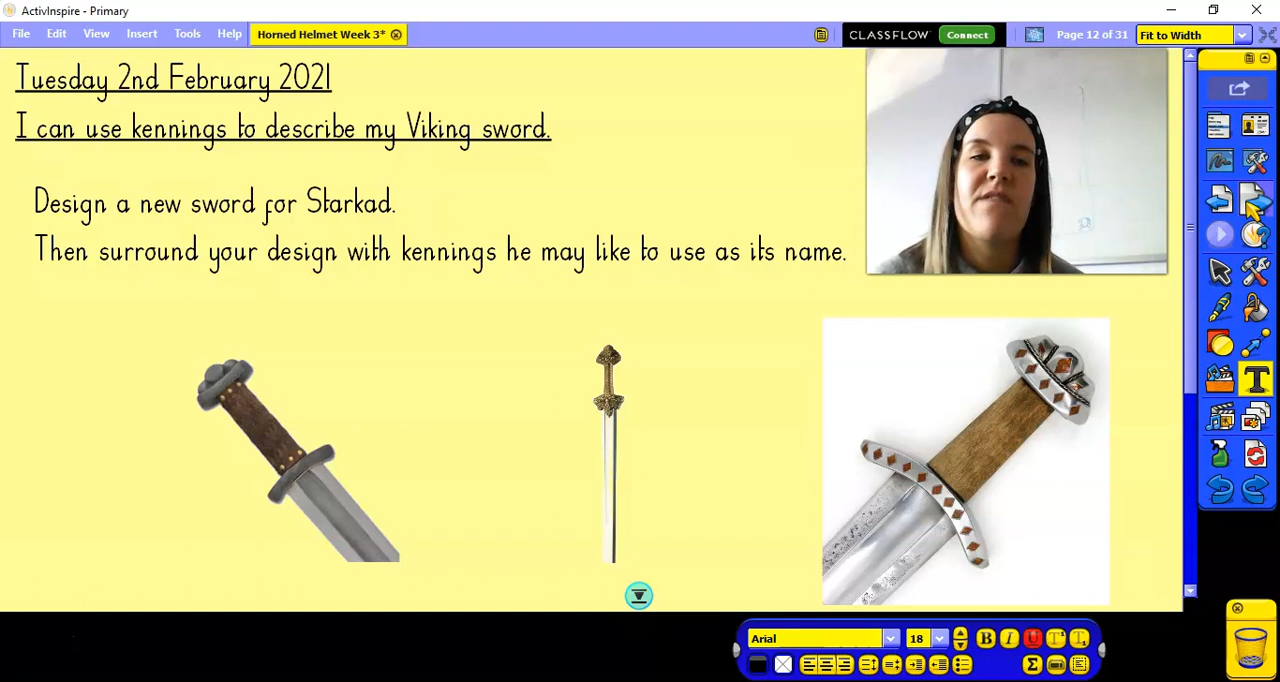 ActivInspire - Primary
File Edit View Insert Tools Help Horned Helmet Week 3* CLASSFLOW Connect Page 12 of 31 Fit to Width
Tuesday 2nd February 2021
I can use kennings to describe my Viking sword.
Design a new sword for Starkad.
Then surround your design with kennings he may like to use as its name.
Arial 18 B I U T T